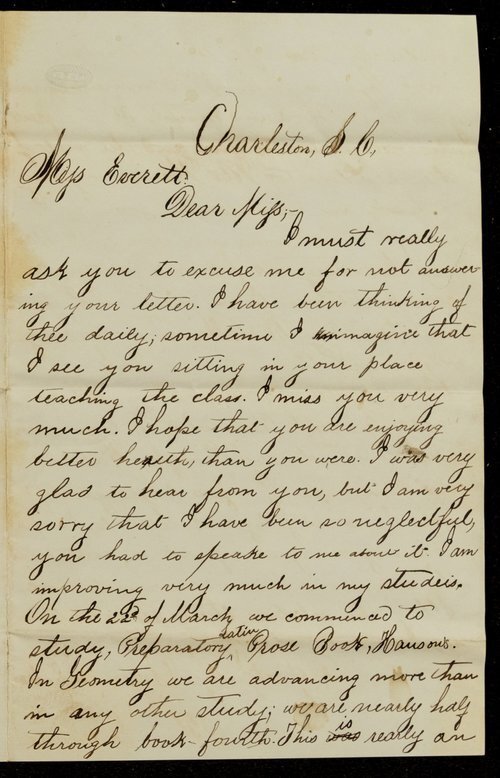 Charleston, S. C.,
Miss Everett.
Dear Miss,-
I must really
ask you to excuse me for not answer-
ing your letter. I have been thinking of
thee daily; sometime I imagine that
I see you sitting in your place
teaching the class. I miss you very
much. I hope that you are enjoying
better health, than you were. I was very
glad to hear from you, but I am very
sorry that I have been so neglectful,
you had to speake to me about it. I am
improving very much in my studeis.
On the 22d of March, we commenced to
study, Preparatory Latin Prose Book, Hanson's.
In Geometry we are advancing more than
in any other study; we are nearly half
through book-fourth. This is rearly an